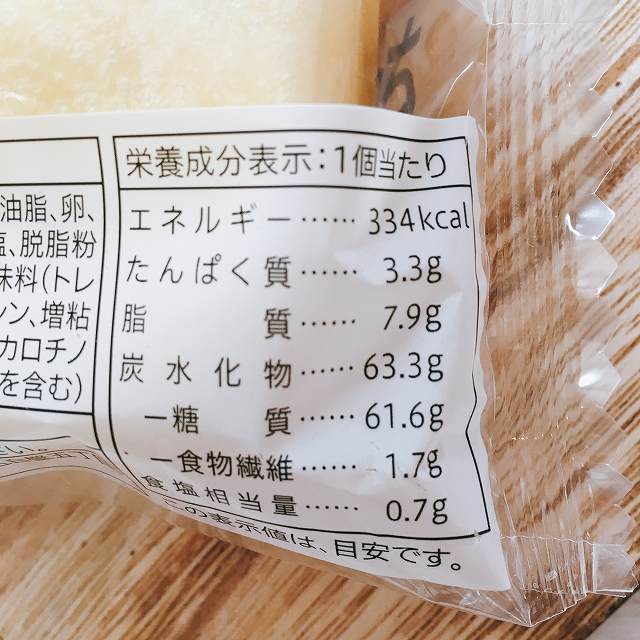 栄養成分表示:1個当たり
エネルギー……334kcal
たんぱく質……3.3g
脂質……7.9g
炭水化物……63.3g
ー糖質……61.6g
ー食物繊維……1.7g
食塩相当量……0.7g
この表示値は、目安です。
油脂、卵、
塩、脱脂粉
味料(トレ
ン、増粘
カロチノ
を含む)